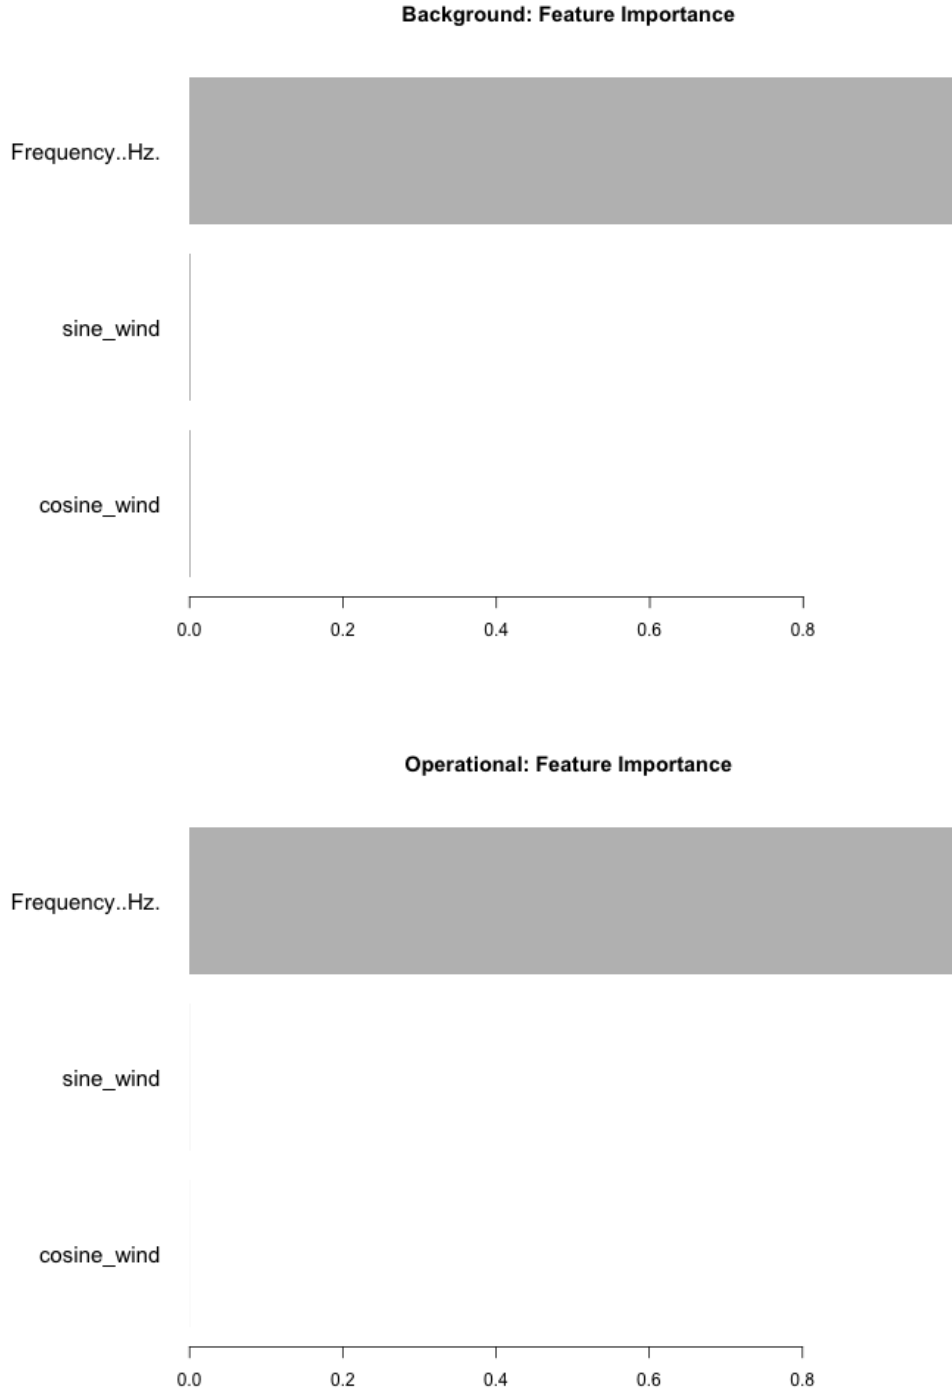 Background: Feature Importance
Frequency..Hz.
sine_wind
cosine_wind
0.0 0.2 0.4 0.6 0.8
Operational: Feature Importance
Frequency..Hz.
sine_wind
cosine_wind
0.0 0.2 0.4 0.6 0.8